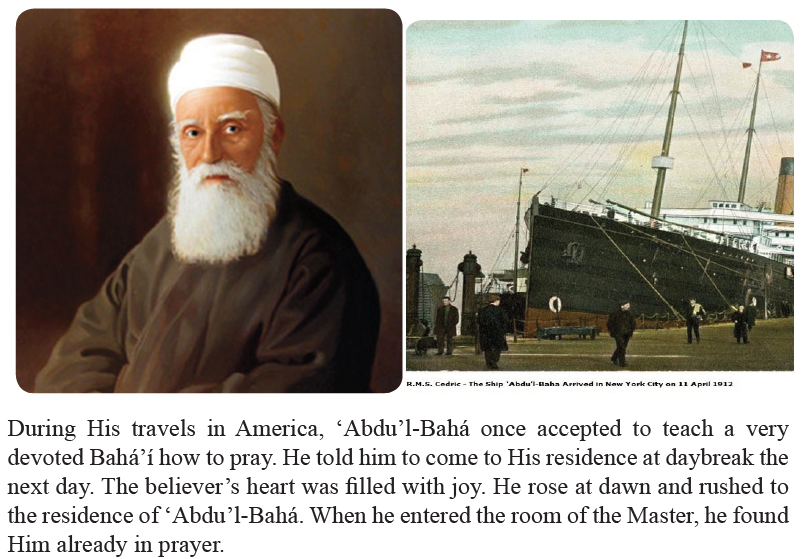 R.M.S. Cedric - The Ship 'Abdu'l-Baha Arrived in New York City on 11 April 1912
During His travels in America, ‘Abdu’l-Bahá once accepted to teach a very
devoted Bahá’í how to pray. He told him to come to His residence at daybreak the
next day. The believer’s heart was filled with joy. He rose at dawn and rushed to
the residence of ‘Abdu’l-Bahá. When he entered the room of the Master, he found
Him already in prayer.